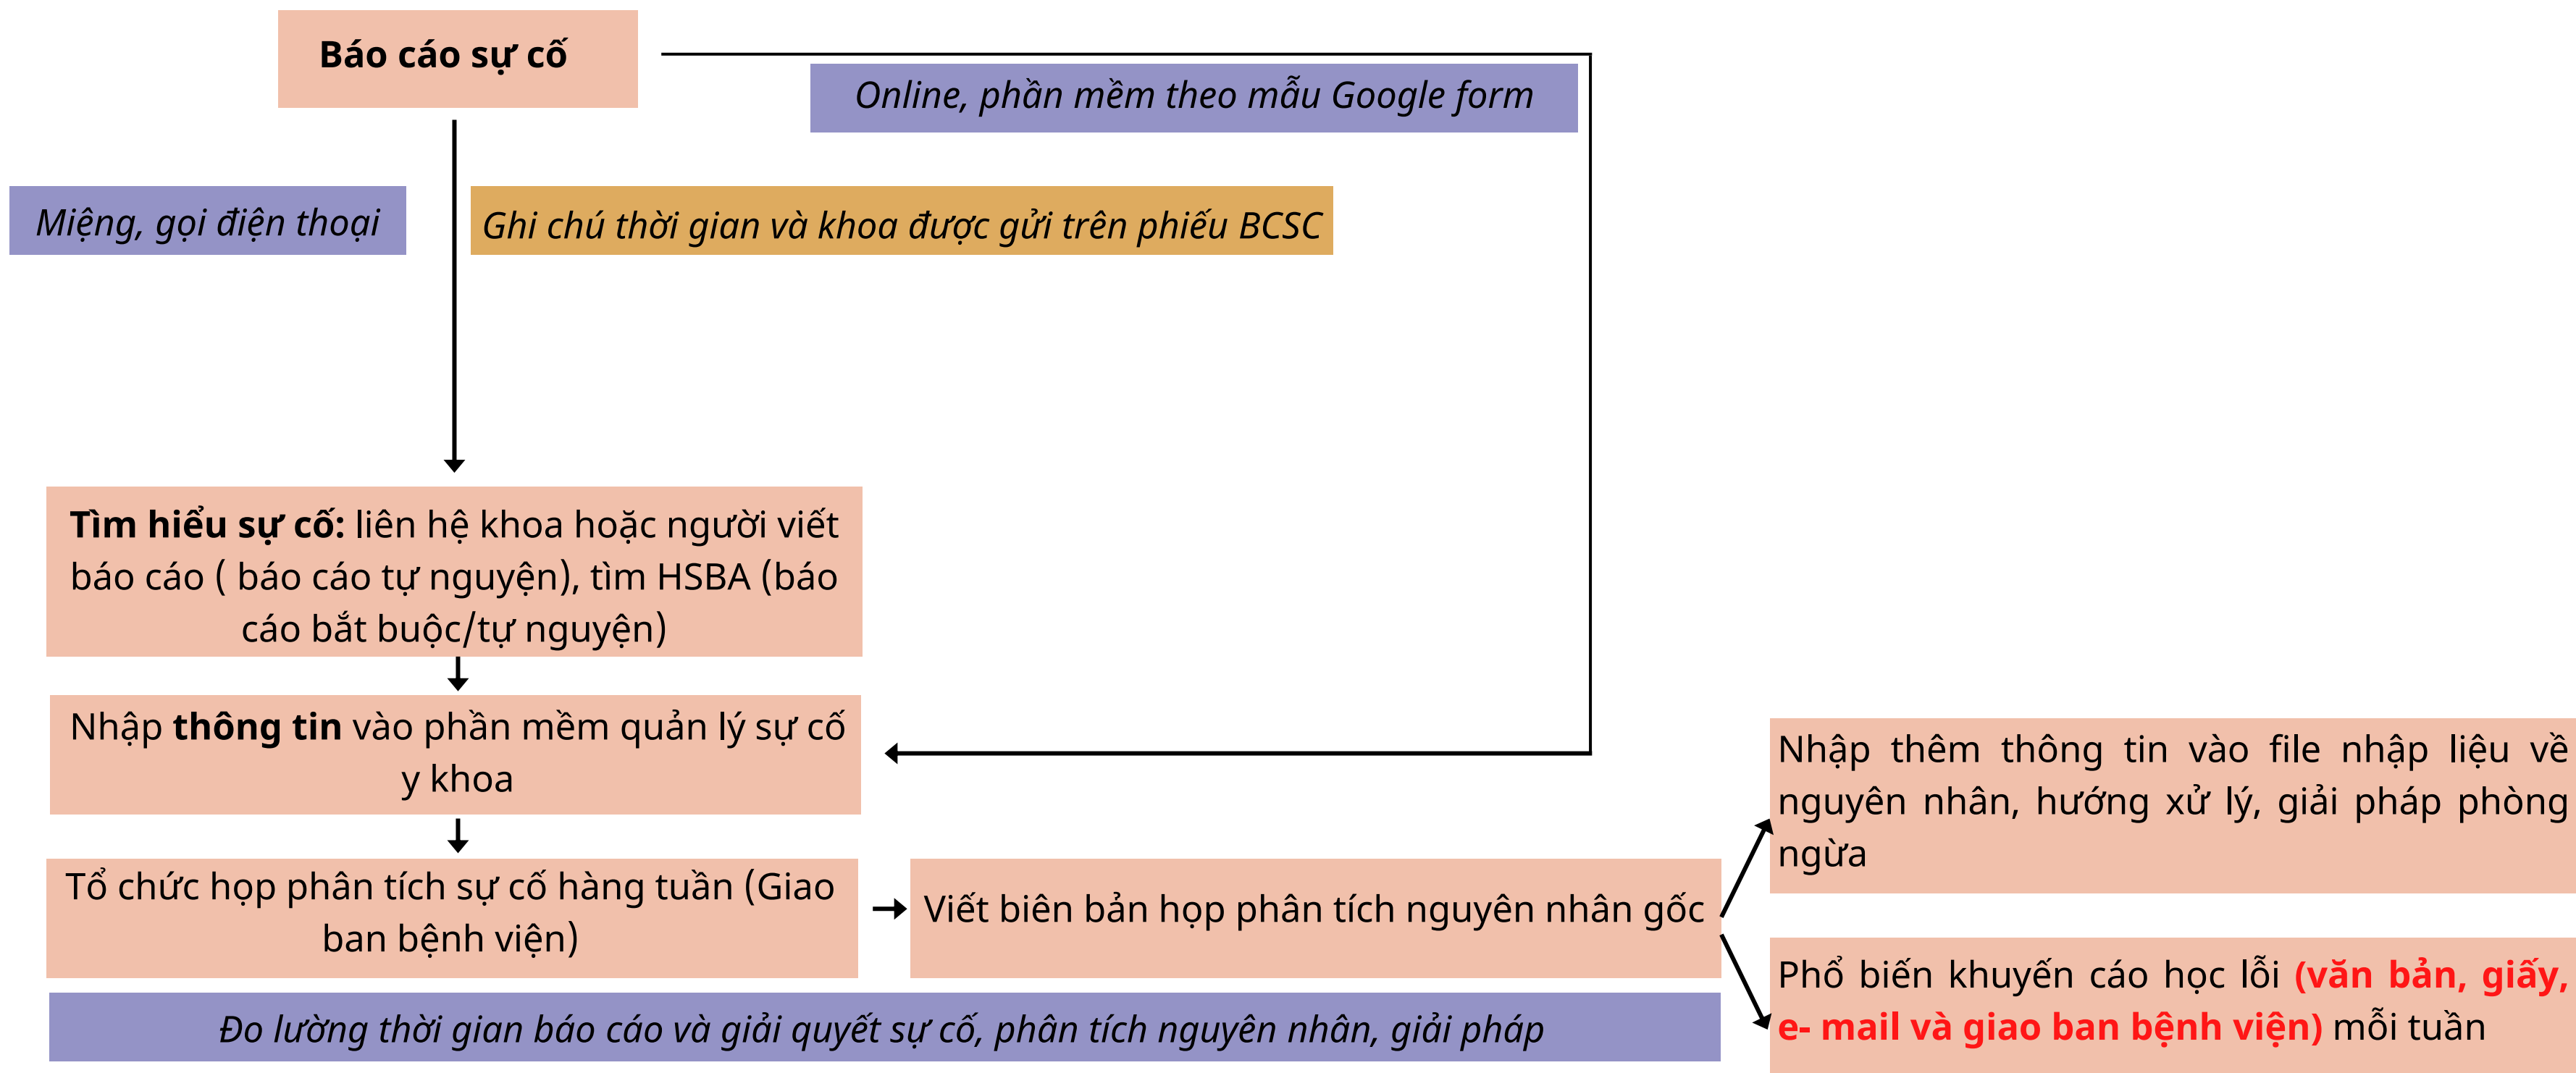 Báo cáo sự cố
Online, phần mềm theo mẫu Google form
Miệng, gọi điện thoại
Ghi chú thời gian và khoa được gửi trên phiếu BCSC
Tìm hiểu sự cố: liên hệ khoa hoặc người viết
báo cáo ( báo cáo tự nguyện), tìm HSBA (báo
cáo bắt buộc/tự nguyện)
Nhập thông tin vào phần mềm quản lý sự cố
y khoa
Tổ chức họp phân tích sự cố hàng tuần (Giao
ban bệnh viện)
Viết biên bản họp phân tích nguyên nhân gốc
Nhập thêm thông tin vào file nhập liệu về
nguyên nhân, hướng xử lý, giải pháp phòng
ngừa
Phổ biến khuyến cáo học lỗi (văn bản, giấy,
e- mail và giao ban bệnh viện) mỗi tuần
Đo lường thời gian báo cáo và giải quyết sự cố, phân tích nguyên nhân, giải pháp